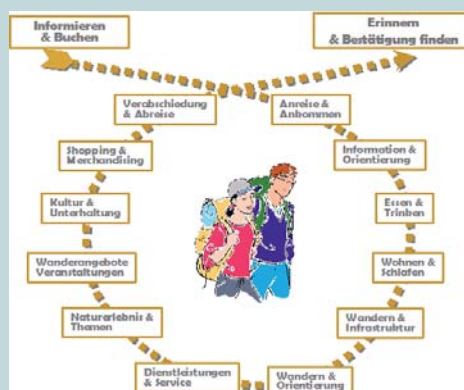 Informieren
& Buchen
Erinnern
& Bestätigung finden
Verabschiedung
& Abreise
Anreise &
Ankommen
Shopping &
Merchandising
Information &
Orientierung
Kultur &
Unterhaltung
Essen &
Trinken
Wanderangebote
Veranstaltungen
Wohnen &
Schlafen
Naturerlebnis &
Themen
Wandern &
Infrastruktur
Dienstleistungen
& Service
Wandern &
Orientierung